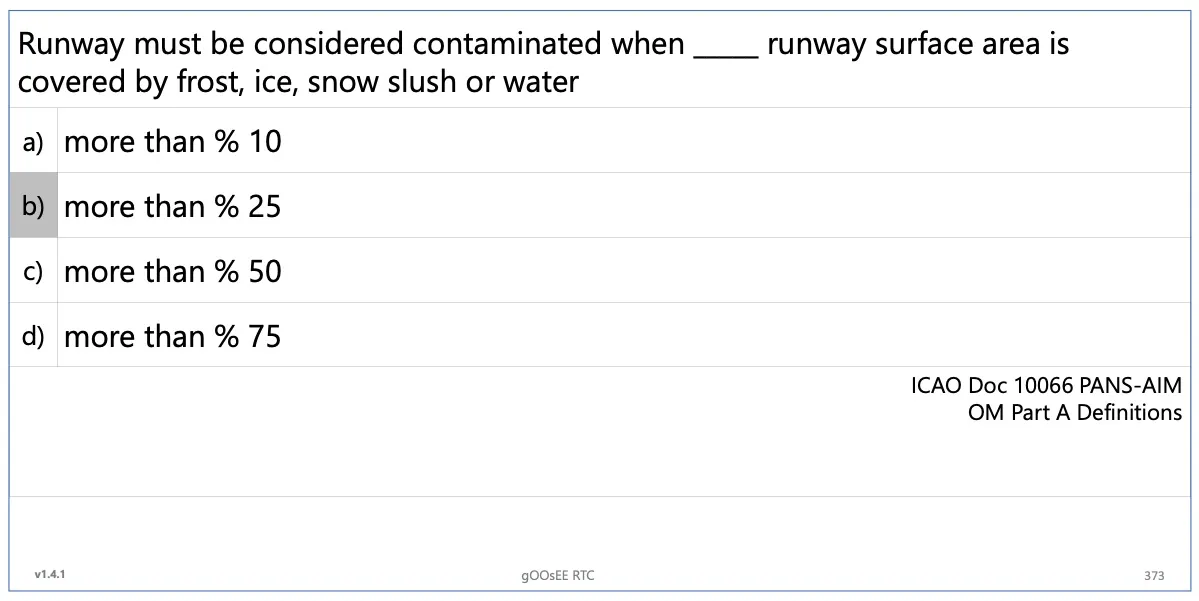 Runway must be considered contaminated when _____ runway surface area is
covered by frost, ice, snow slush or water
a) more than % 10
b) more than % 25
c) more than % 50
d) more than % 75
ICAO Doc 10066 PANS-AIM
OM Part A Definitions
v1.4.1 gOOsEE RTC 373